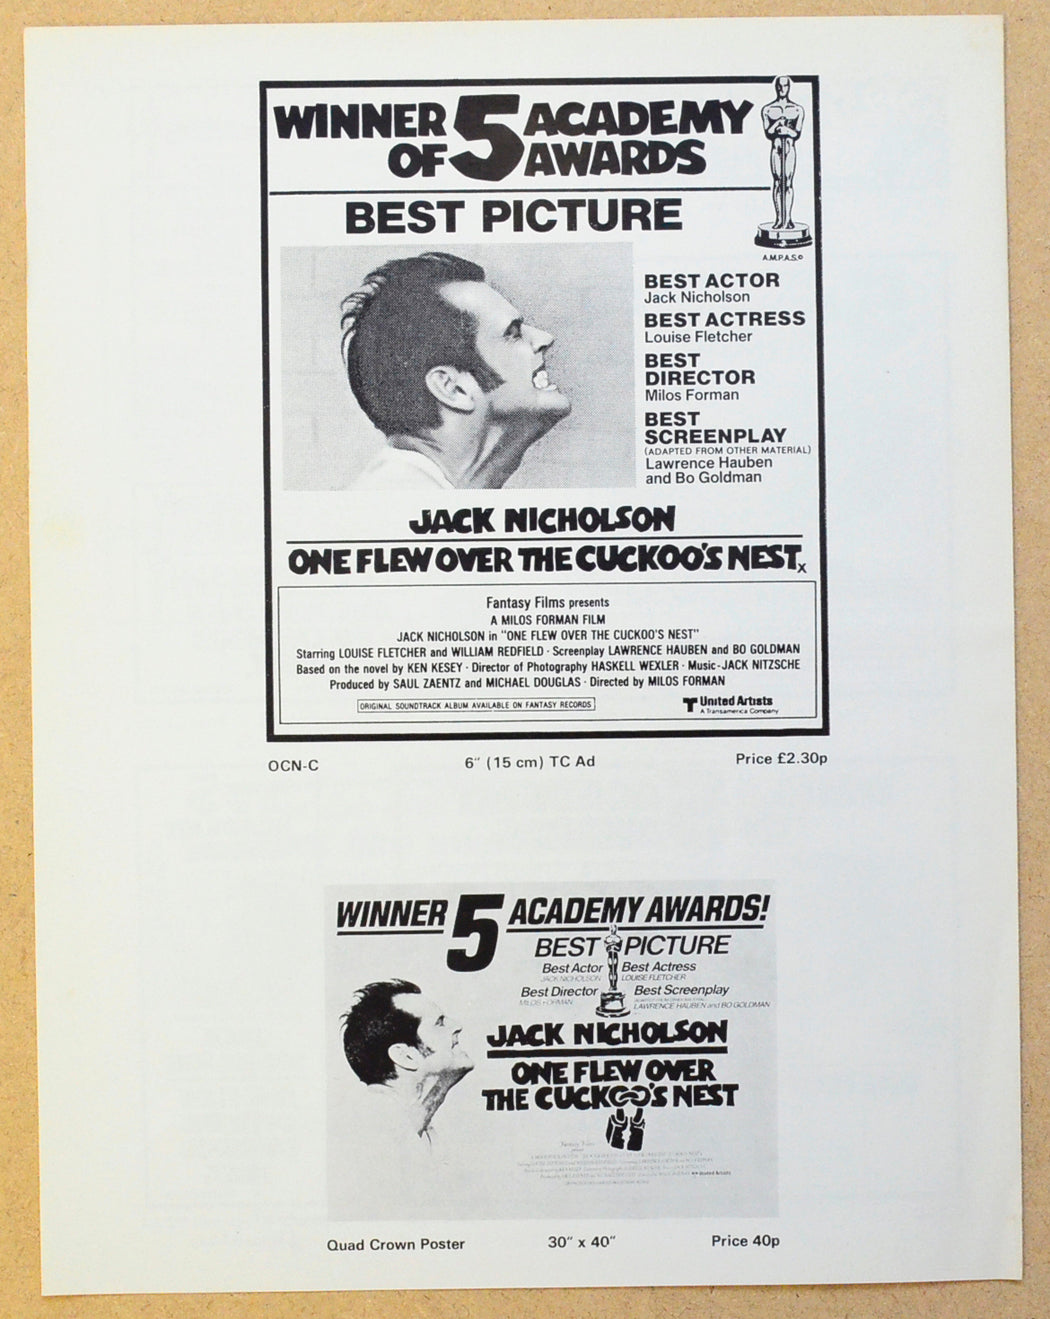 WINNER OF 5 ACADEMY AWARDS
BEST PICTURE
A.M.P.A.S.©
BEST ACTOR
Jack Nicholson
BEST ACTRESS
Louise Fletcher
BEST
DIRECTOR
Milos Forman
BEST
SCREENPLAY
(ADAPTED FROM OTHER MATERIAL)
Lawrence Hauben
and Bo Goldman
JACK NICHOLSON
ONE FLEW OVER THE CUCKOO'S NEST x
Fantasy Films presents
A MILOS FORMAN FILM
JACK NICHOLSON in "ONE FLEW OVER THE CUCKOO'S NEST"
Starring LOUISE FLETCHER and WILLIAM REDFIELD · Screenplay LAWRENCE HAUBEN and BO GOLDMAN
Based on the novel by KEN KESEY · Director of Photography HASKELL WEXLER · Music-JACK NITZSCHE
Produced by SAUL ZAENTZ and MICHAEL DOUGLAS · Directed by MILOS FORMAN
ORIGINAL SOUNDTRACK ALBUM AVAILABLE ON FANTASY RECORDS
United Artists
A Transamerica Company
OCN-C 6" (15 cm) TC Ad Price £2.30p
WINNER 5 ACADEMY AWARDS!
BEST PICTURE
Best Actor Best Actress
JACK NICHOLSON LOUISE FLETCHER
Best Director Best Screenplay
MILOS FORMAN
LAWRENCE HAUBEN and BO GOLDMAN
JACK NICHOLSON
ONE FLEW OVER
THE CUCKOO'S NEST
United Artists
Quad Crown Poster 30" x 40" Price 40p